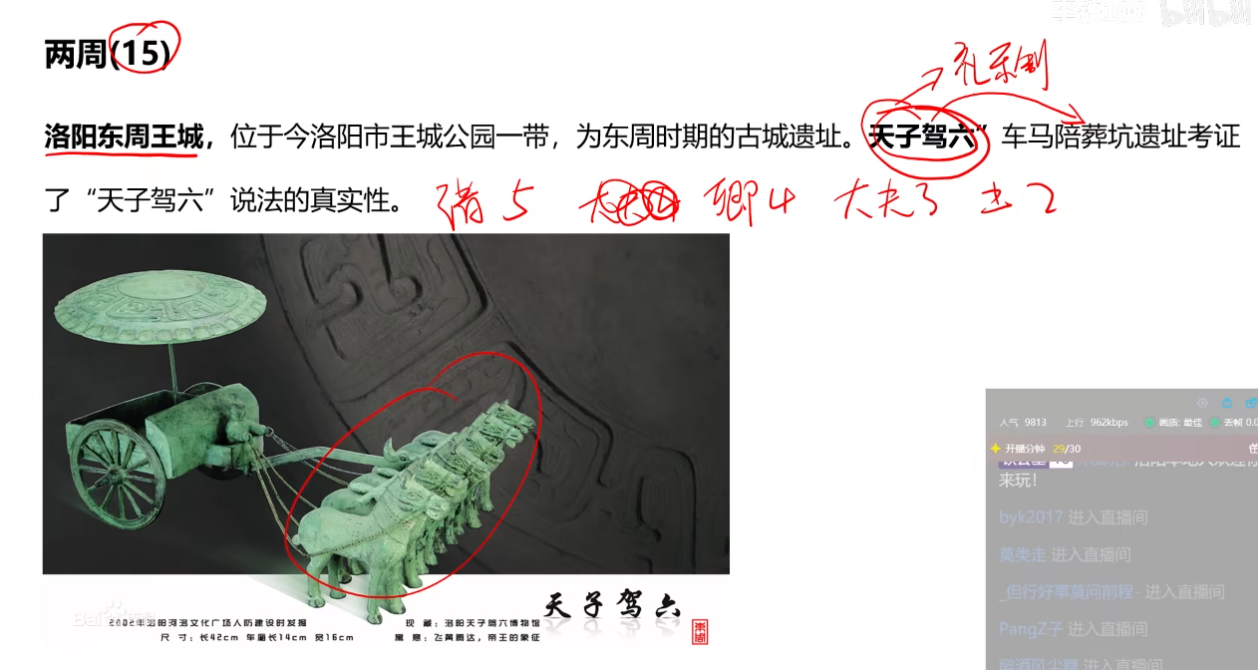 bilibili
两周(15)
礼乐制
洛阳东周王城，位于今洛阳市王城公园一带，为东周时期的古城遗址。天子驾六”车马陪葬坑遗址考证
了“天子驾六”说法的真实性。
诸5 卿4 大夫3 士2
人气 9813 上行 962kbps 画质: 最佳 丢帧 0.0
开播分钟 29/30
来玩！
byk2017 进入直播间
莫类走 进入直播间
_但行好事莫问前程- 进入直播间
PangZ子 进入直播间
进入直播间
天子驾六
东周
2002年洛阳河洛文化广场人防建设时发掘 现 藏：洛阳天子驾六博物馆
尺 寸：长42cm 车厢长14cm 宽16cm 寓 意：飞黄腾达，帝王的象征